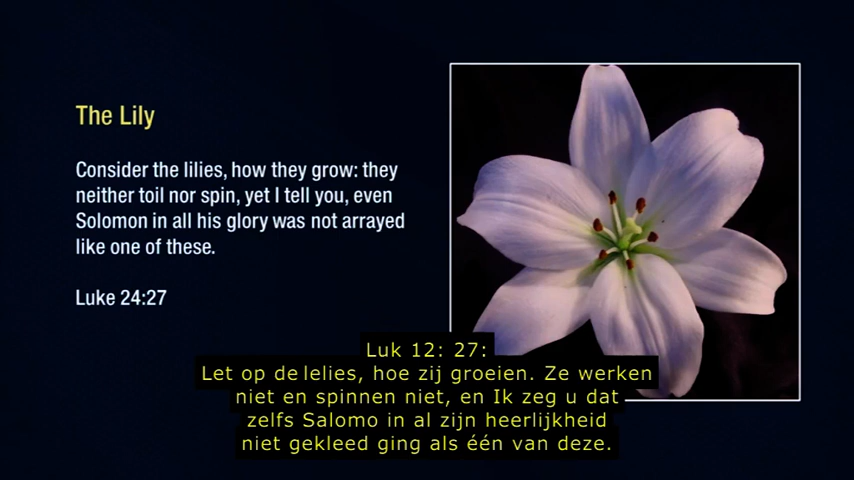 The Lily
Consider the lilies, how they grow: they
neither toil nor spin, yet I tell you, even
Solomon in all his glory was not arrayed
like one of these.
Luke 24:27
Luk 12: 27:
Let op de lelies, hoe zij groeien. Ze werken
niet en spinnen niet, en Ik zeg u dat
zelfs Salomo in al zijn heerlijkheid
niet gekleed ging als één van deze.